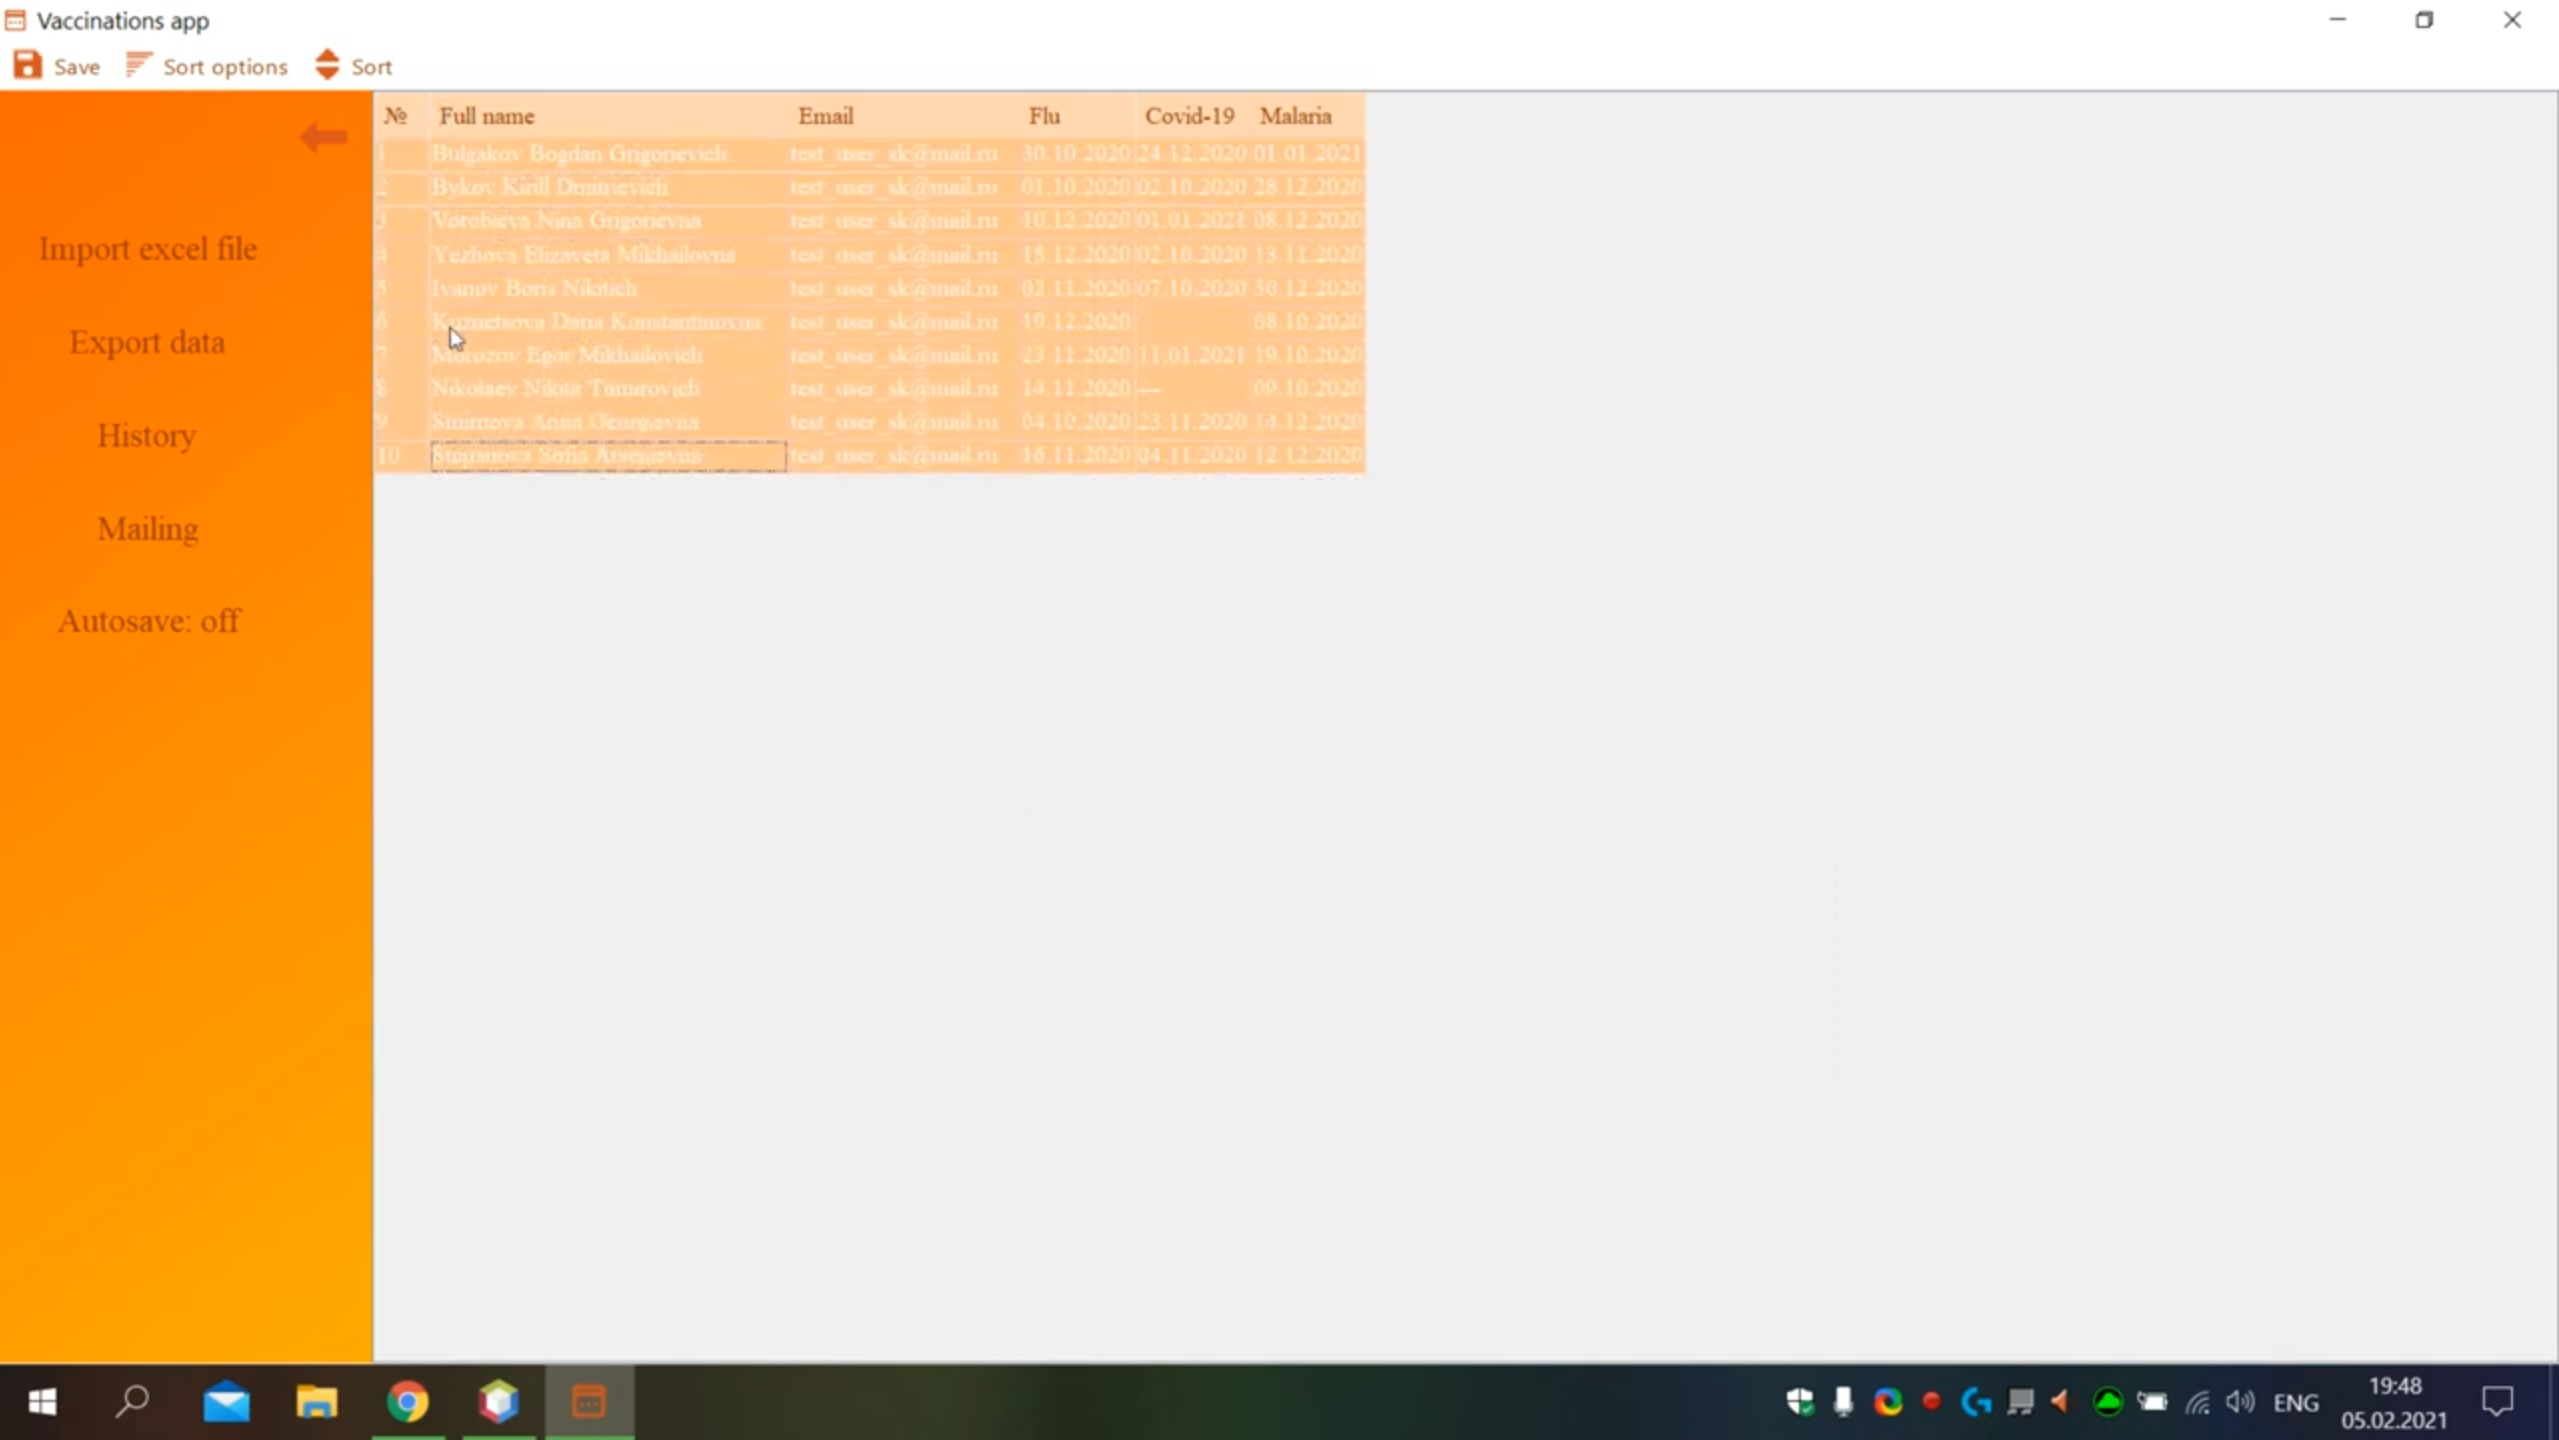 Vaccinations app
Save Sort options Sort
№ Full name Email Flu Covid-19 Malaria
1 Bulgakov Bogdan Grigorievich test_user_sk@mail.ru 30.10.2020 24.12.2020 01.01.2021
2 Bykov Kirill Dmitrievich test_user_sk@mail.ru 01.10.2020 02.10.2020 28.12.2020
3 Vorobieva Nina Grigorievna test_user_sk@mail.ru 10.12.2020 01.01.2021 08.12.2020
4 Yezhova Elizaveta Mikhailovna test_user_sk@mail.ru 15.12.2020 02.10.2020 13.11.2020
5 Ivanov Boris Nikitich test_user_sk@mail.ru 02.11.2020 07.10.2020 30.12.2020
6 Kuznetsova Daria Konstantinovna test_user_sk@mail.ru 19.12.2020 08.10.2020
7 Morozov Egor Mikhailovich test_user_sk@mail.ru 23.11.2020 11.01.2021 19.10.2020
8 Nikolaev Nikita Timurovich test_user_sk@mail.ru 14.11.2020 — 09.10.2020
9 Smirnova Anna Georgievna test_user_sk@mail.ru 04.10.2020 23.11.2020 14.12.2020
10 Stepanova Sofia Arsenievna test_user_sk@mail.ru 16.11.2020 04.11.2020 12.12.2020
Import excel file
Export data
History
Mailing
Autosave: off
ENG
19:48
05.02.2021